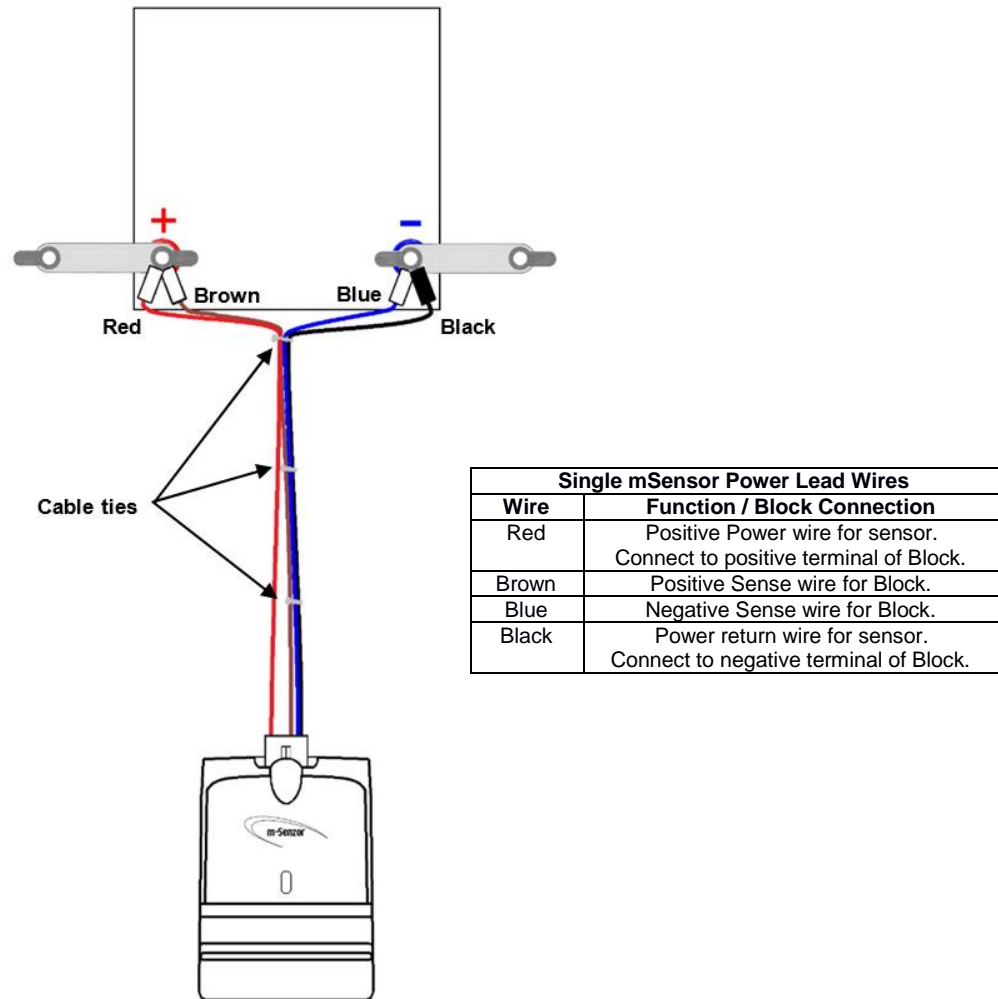 +
−
Brown
Blue
Red
Black
Cable ties
Single mSensor Power Lead Wires
Wire Function / Block Connection
Red Positive Power wire for sensor.
Connect to positive terminal of Block.
Brown Positive Sense wire for Block.
Blue Negative Sense wire for Block.
Black Power return wire for sensor.
Connect to negative terminal of Block.
m-Senzor